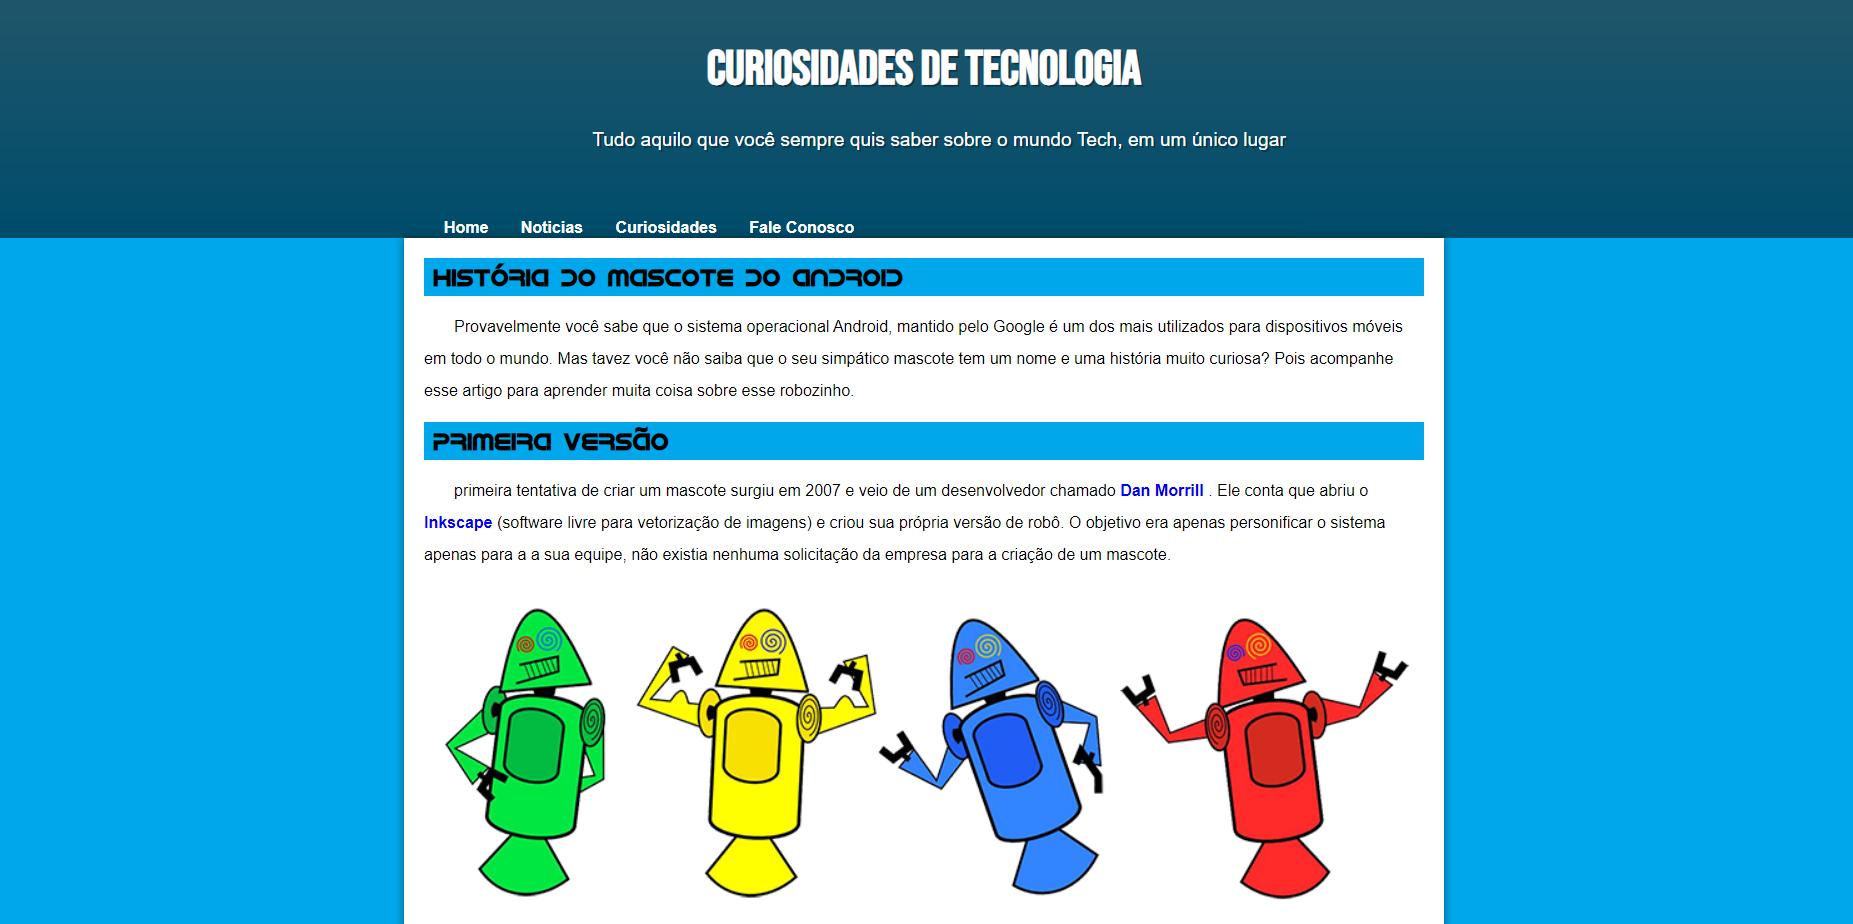 CURIOSIDADES DE TECNOLOGIA
Tudo aquilo que você sempre quis saber sobre o mundo Tech, em um único lugar
Home Noticias Curiosidades Fale Conosco
HISTÓRIA DO MASCOTE DO ANDROID
Provavelmente você sabe que o sistema operacional Android, mantido pelo Google é um dos mais utilizados para dispositivos móveis
em todo o mundo. Mas tavez você não saiba que o seu simpático mascote tem um nome e uma história muito curiosa? Pois acompanhe
esse artigo para aprender muita coisa sobre esse robozinho.
PRIMEIRA VERSÃO
primeira tentativa de criar um mascote surgiu em 2007 e veio de um desenvolvedor chamado Dan Morrill . Ele conta que abriu o
Inkscape (software livre para vetorização de imagens) e criou sua própria versão de robô. O objetivo era apenas personificar o sistema
apenas para a a sua equipe, não existia nenhuma solicitação da empresa para a criação de um mascote.